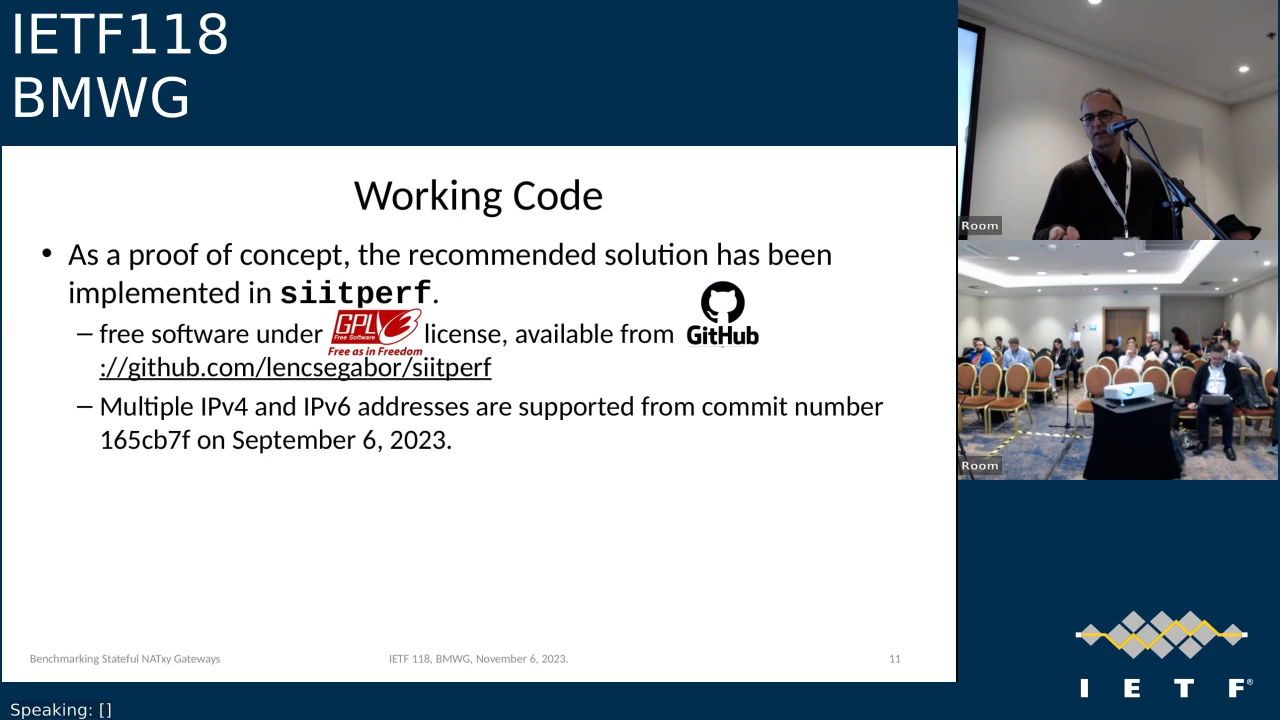 IETF118
BMWG
Working Code
• As a proof of concept, the recommended solution has been
implemented in siitperf.
– free software under GPL 3 Free Software Free as in Freedom license, available from GitHub
://github.com/lencsegabor/siitperf
– Multiple IPv4 and IPv6 addresses are supported from commit number
165cb7f on September 6, 2023.
Benchmarking Stateful NATxy Gateways IETF 118, BMWG, November 6, 2023. 11
Room
Room
I E T F®
Speaking: []